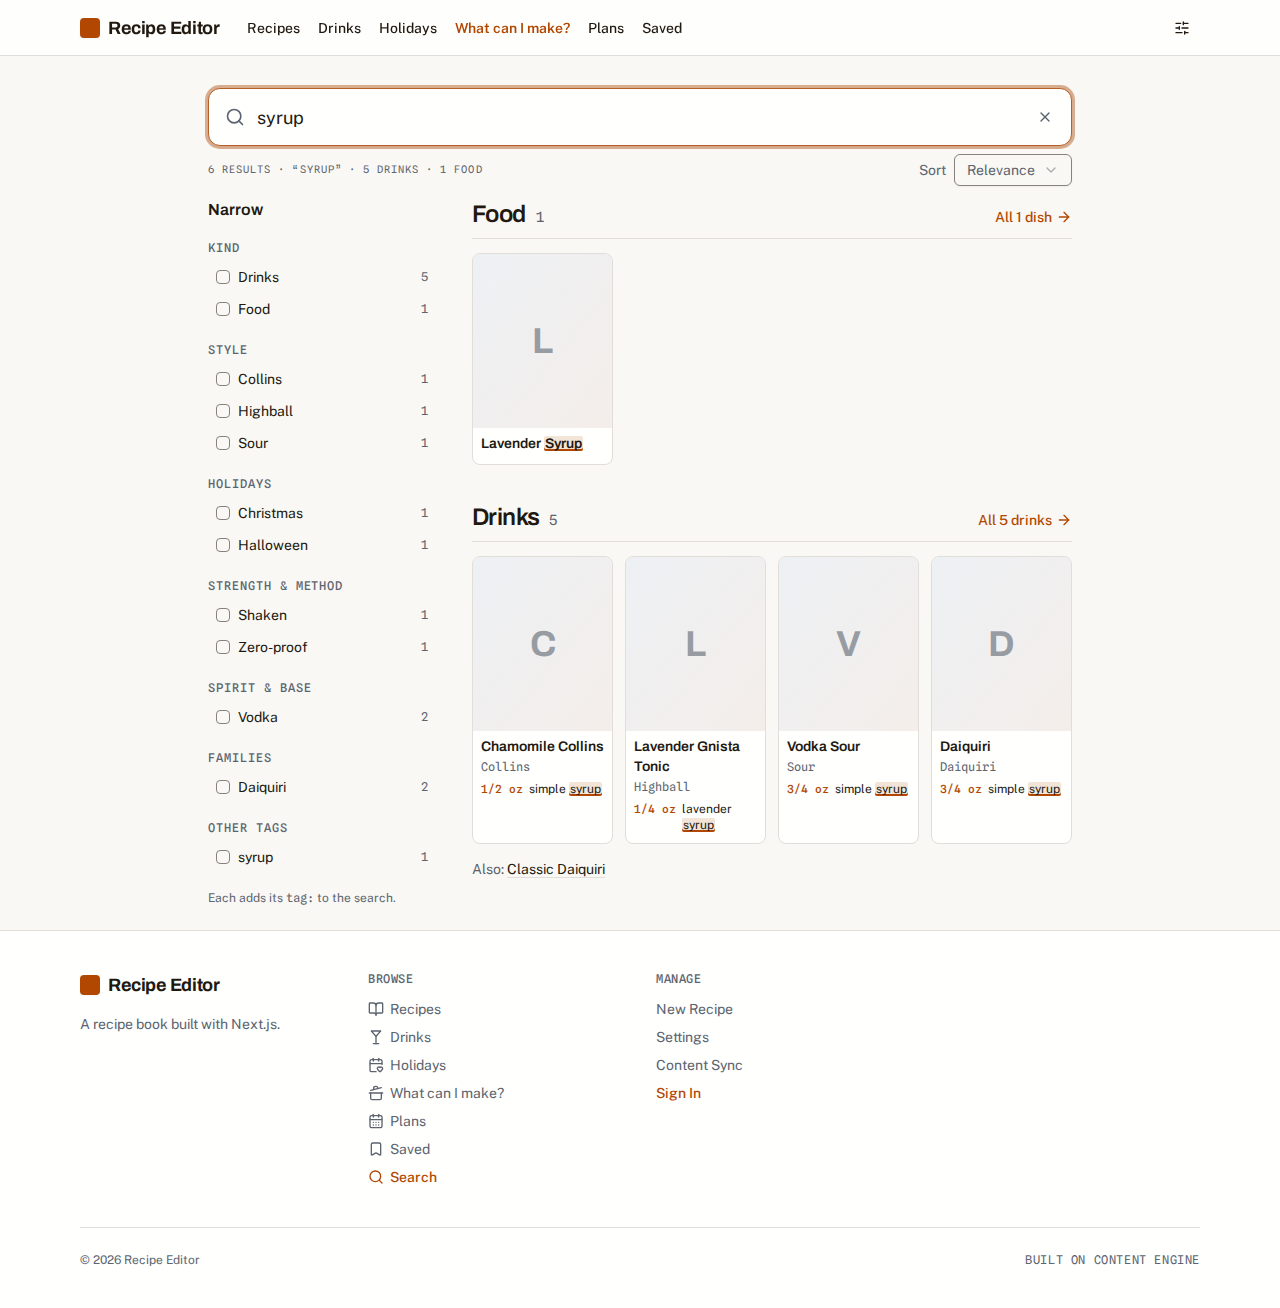 Recipe Editor
Recipes
Drinks
Holidays
What can I make?
Plans
Saved
syrup
6 RESULTS · “SYRUP” · 5 DRINKS · 1 FOOD
Sort
Relevance
Narrow
KIND
Drinks 5
Food 1
STYLE
Collins 1
Highball 1
Sour 1
HOLIDAYS
Christmas 1
Halloween 1
STRENGTH & METHOD
Shaken 1
Zero-proof 1
SPIRIT & BASE
Vodka 2
FAMILIES
Daiquiri 2
OTHER TAGS
syrup 1
Each adds its tag: to the search.
Food 1
All 1 dish →
L
Lavender Syrup
Drinks 5
All 5 drinks →
C
Chamomile Collins
Collins
1/2 oz simple syrup
L
Lavender Gnista
Tonic
Highball
1/4 oz lavender
syrup
V
Vodka Sour
Sour
3/4 oz simple syrup
D
Daiquiri
Daiquiri
3/4 oz simple syrup
Also: Classic Daiquiri
Recipe Editor
A recipe book built with Next.js.
BROWSE
Recipes
Drinks
Holidays
What can I make?
Plans
Saved
Search
MANAGE
New Recipe
Settings
Content Sync
Sign In
© 2026 Recipe Editor
BUILT ON CONTENT ENGINE